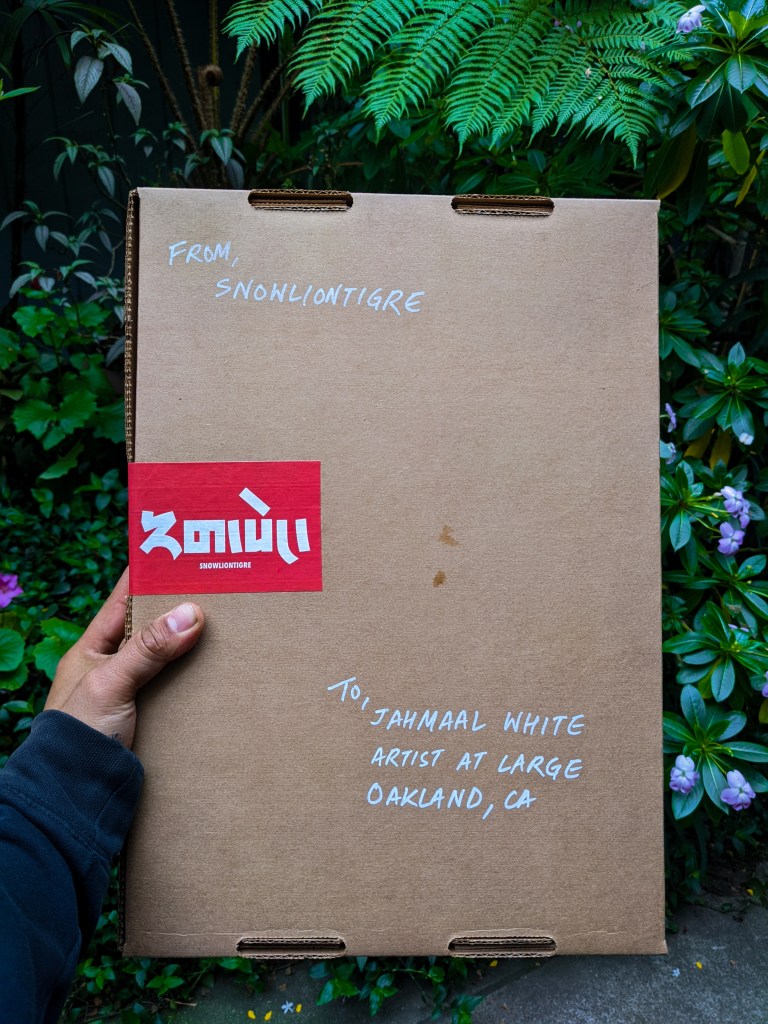 FROM,
SNOWLIONTIGRE
SNOWLIONTIGRE
TO,
JAHMAAL WHITE
ARTIST AT LARGE
OAKLAND, CA